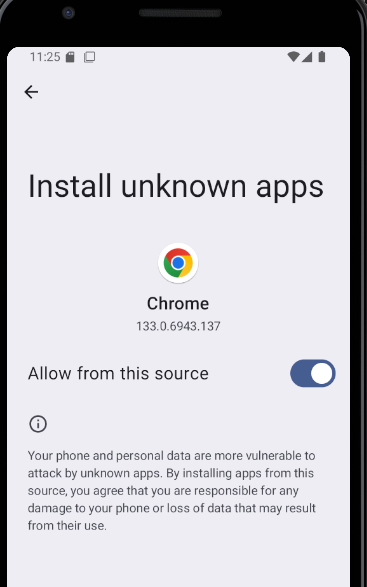 11:25
Install unknown apps
Chrome
133.0.6943.137
Allow from this source
Your phone and personal data are more vulnerable to
attack by unknown apps. By installing apps from this
source, you agree that you are responsible for any
damage to your phone or loss of data that may result
from their use.